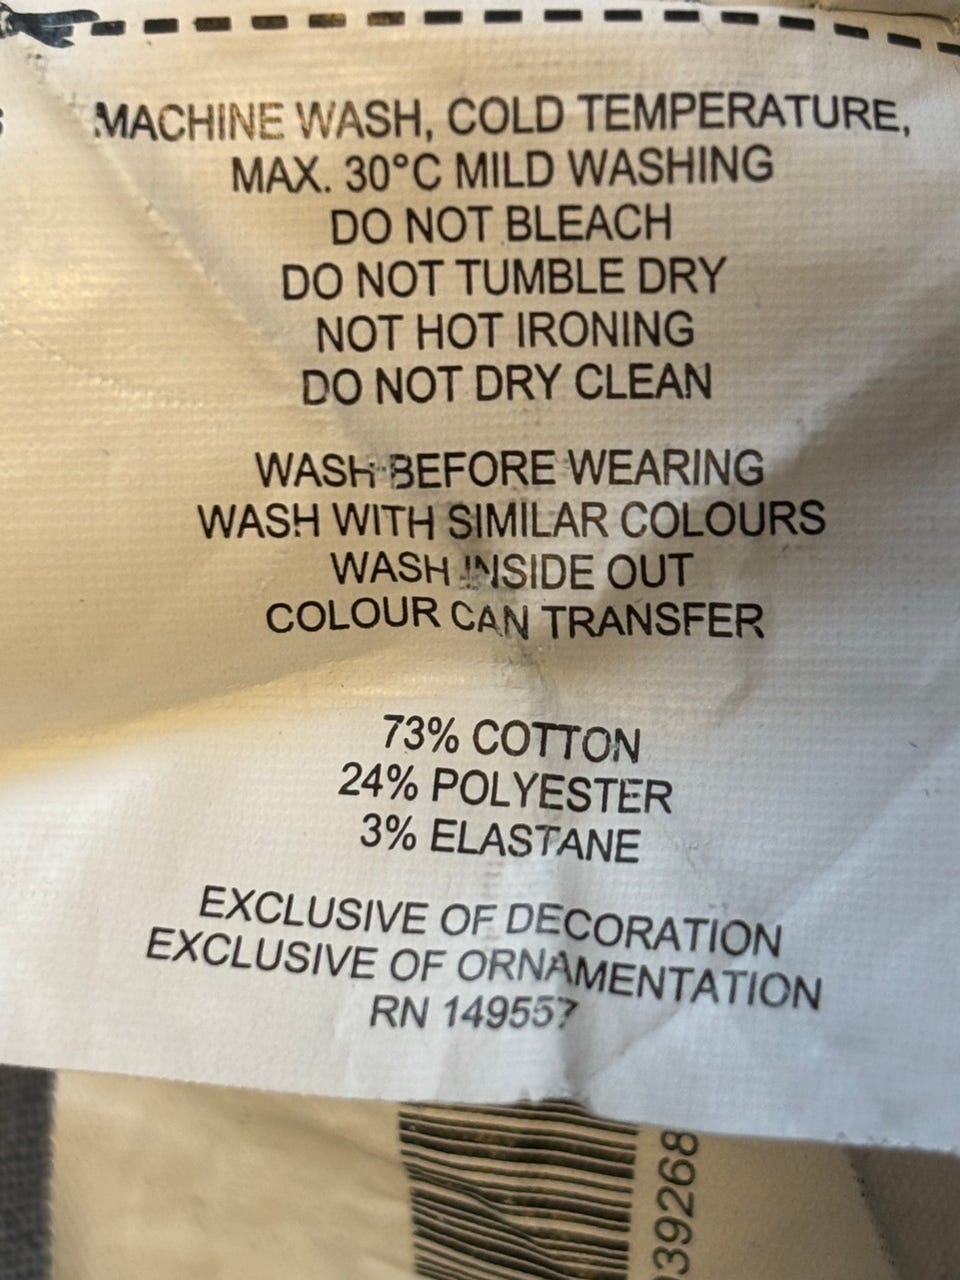 MACHINE WASH, COLD TEMPERATURE,
MAX. 30°C MILD WASHING
DO NOT BLEACH
DO NOT TUMBLE DRY
NOT HOT IRONING
DO NOT DRY CLEAN
WASH BEFORE WEARING
WASH WITH SIMILAR COLOURS
WASH INSIDE OUT
COLOUR CAN TRANSFER
73% COTTON
24% POLYESTER
3% ELASTANE
EXCLUSIVE OF DECORATION
EXCLUSIVE OF ORNAMENTATION
RN 149557
39268